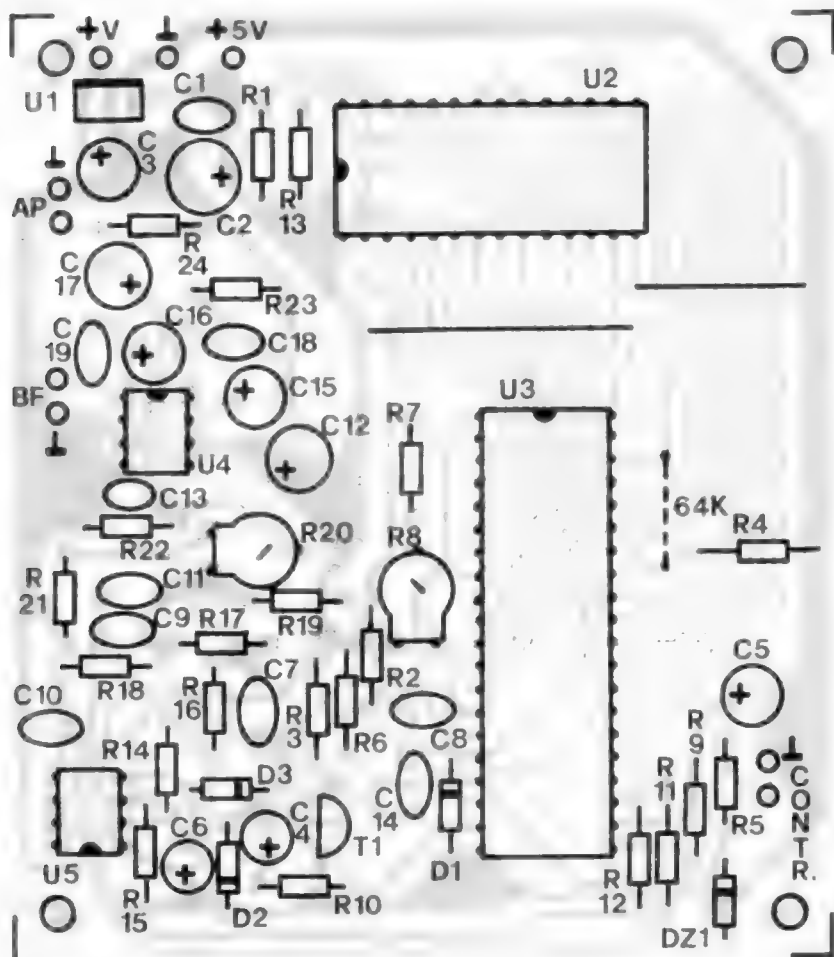 +V ⊥ +5V
U1
C1
R1
U2
C
3
⊥
AP
C2
R
13
R
24
C
17
R23
C16
C
19
C18
C15
BF
⊥
C12
U4
R7
U3
C13
R22
R20
R8
64K
R4
R
21
C11
C9
R17
R19
R18
C10
R
16
C7
R
3
R6
R2
C8
C5
R14
D3
C
14
R
9
R
11
⊥
CONTR.
R5
C6
C
4
T1
D1
U5
R
15
D2
R10
R
12
DZ1